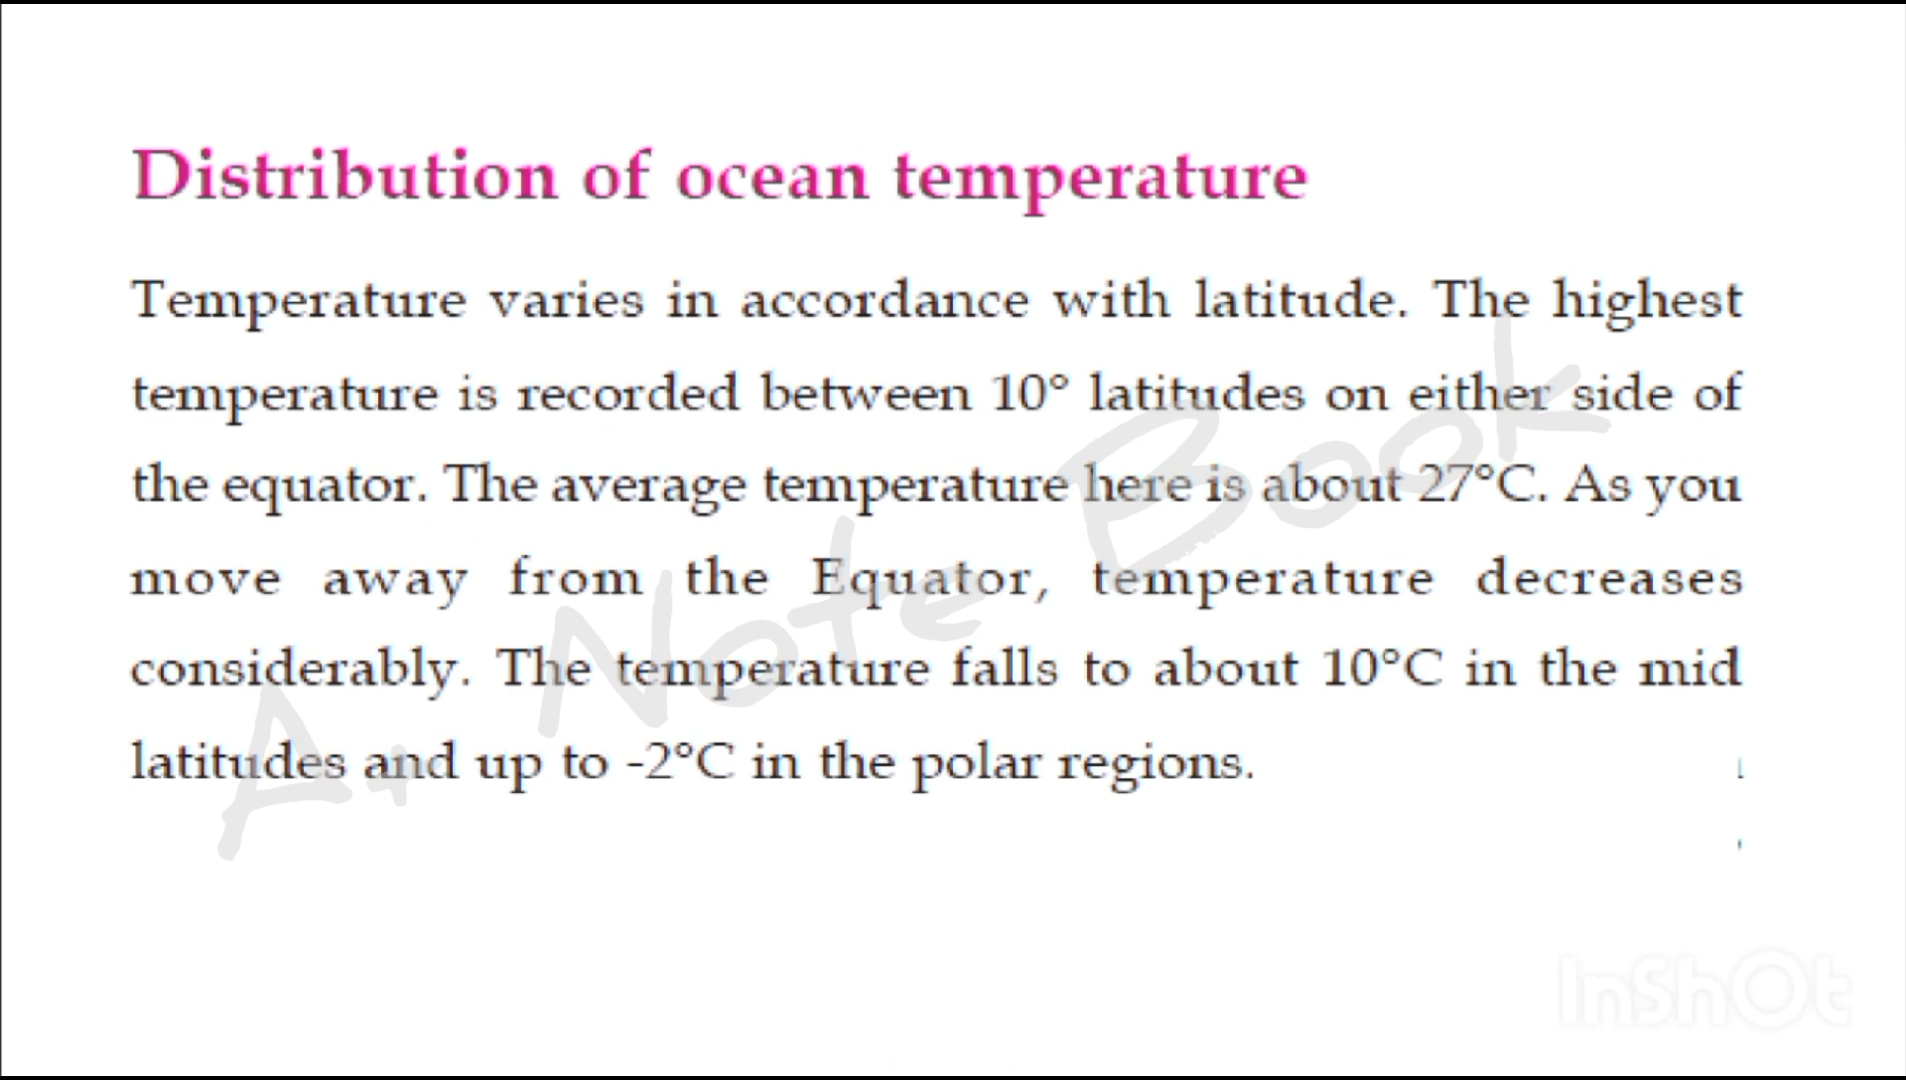 Distribution of ocean temperature
Temperature varies in accordance with latitude. The highest
temperature is recorded between 10° latitudes on either side of
the equator. The average temperature here is about 27°C. As you
move away from the Equator, temperature decreases
considerably. The temperature falls to about 10°C in the mid
latitudes and up to -2°C in the polar regions.
A+ Note Book
InShOt